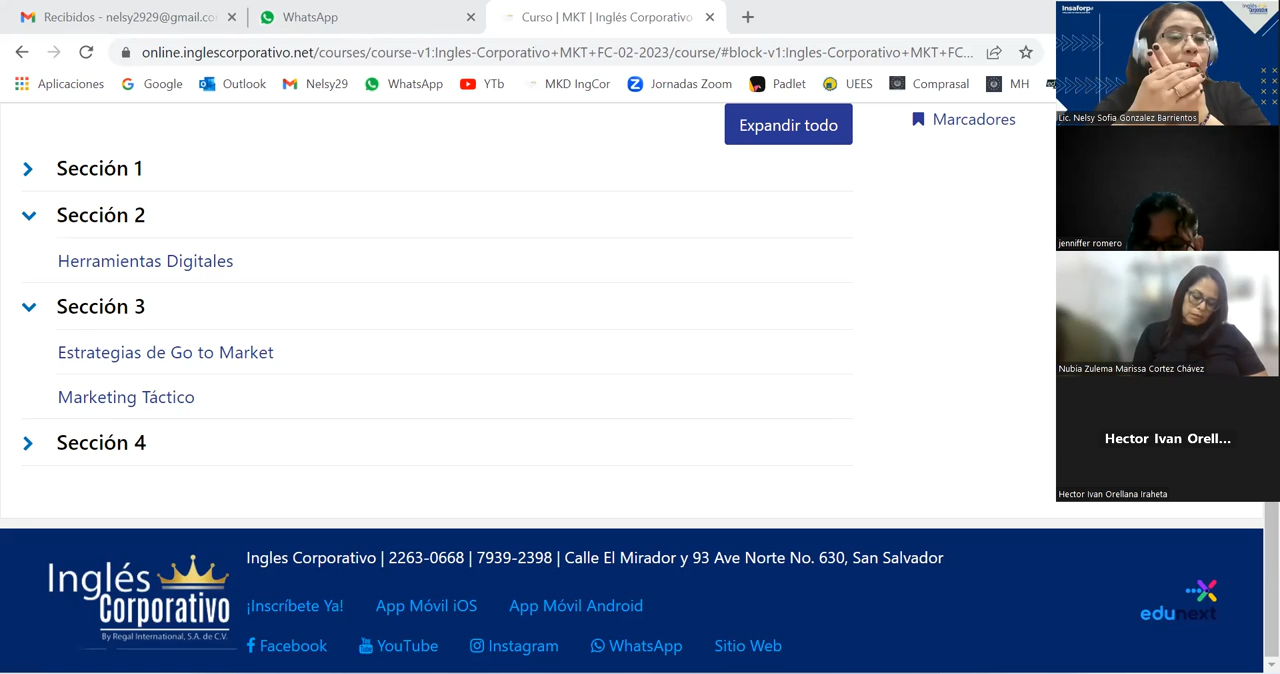 Recibidos - nelsy2929@gmail.co
WhatsApp
Curso | MKT | Inglés Corporativo
online.inglescorporativo.net/courses/course-v1:Ingles-Corporativo+MKT+FC-02-2023/course/#block-v1:Ingles-Corporativo+MKT+FC...
Aplicaciones
Google
Outlook
Nelsy29
WhatsApp
YTb
MKD IngCor
Jornadas Zoom
Padlet
UEES
Comprasal
MH
Expandir todo
Marcadores
Sección 1
Sección 2
Herramientas Digitales
Sección 3
Estrategias de Go to Market
Marketing Táctico
Sección 4
Insaforp
Lic. Nelsy Sofia Gonzalez Barrientos
jenniffer romero
Nubia Zulema Marissa Cortez Chávez
Hector Ivan Orell...
Hector Ivan Orellana Iraheta
Inglés
Corporativo
By Regal International, S.A. de C.V.
Ingles Corporativo | 2263-0668 | 7939-2398 | Calle El Mirador y 93 Ave Norte No. 630, San Salvador
¡Inscríbete Ya!
App Móvil iOS
App Móvil Android
Facebook
YouTube
Instagram
WhatsApp
Sitio Web
edunext